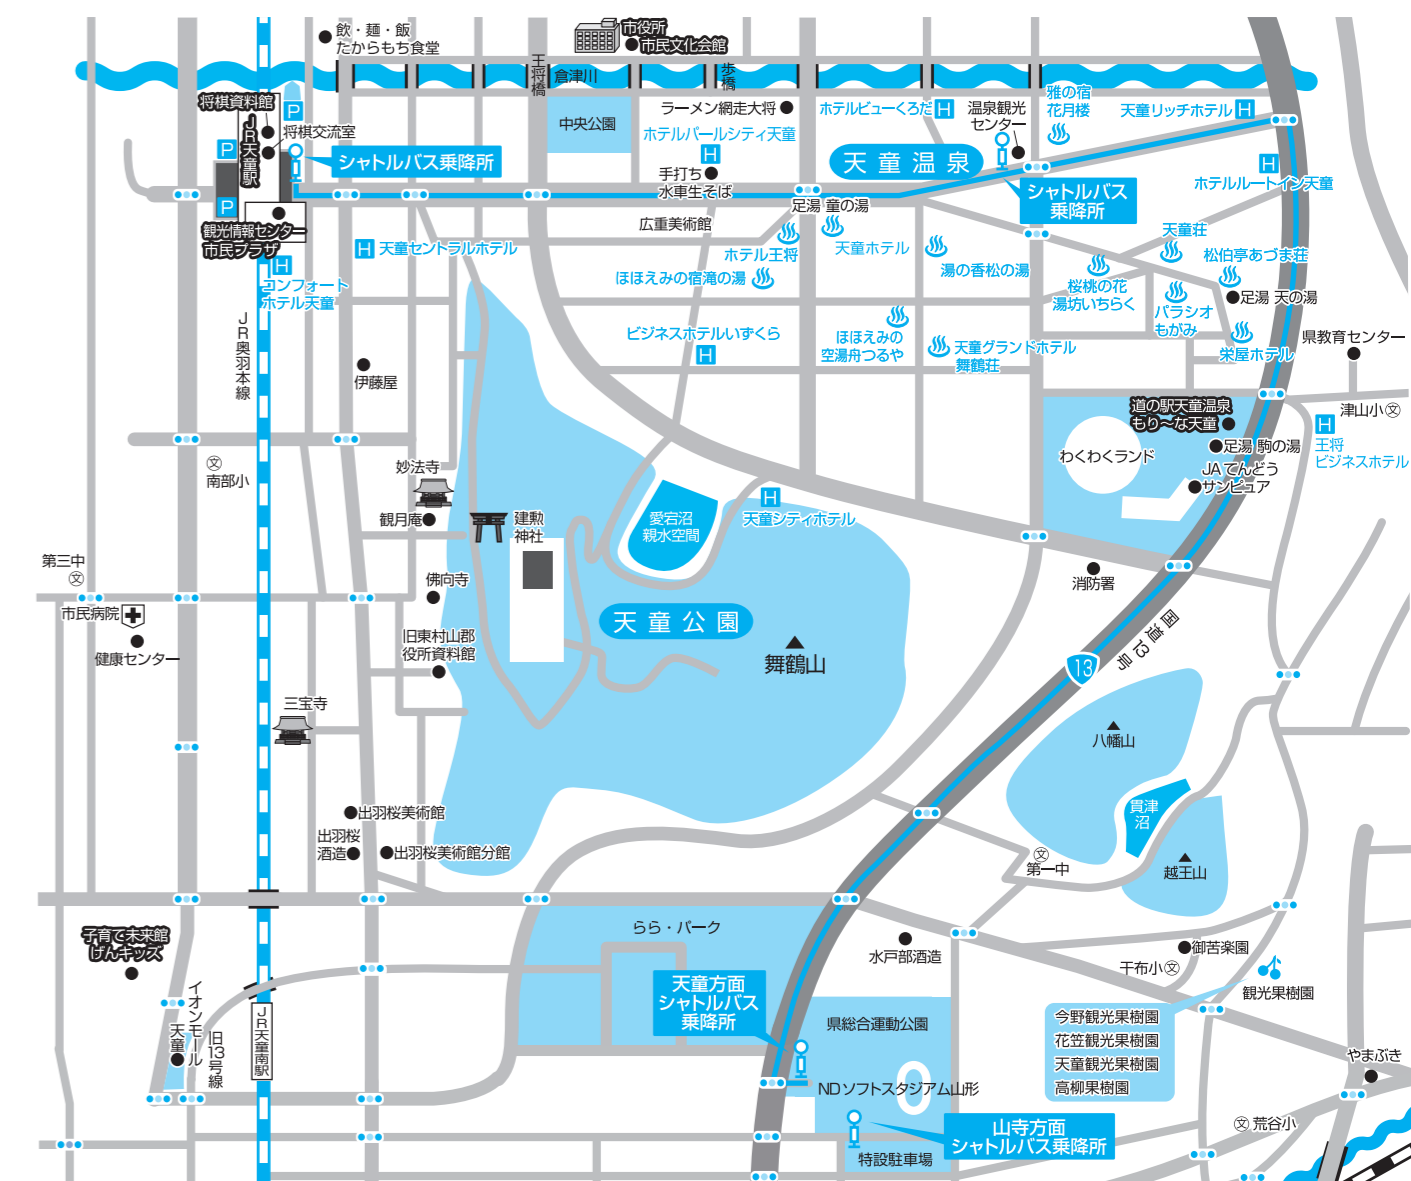 飲・麺・飯
たからもち食堂
市役所
市民文化会館
王将橋
倉津川
歩橋
将棋資料館
P
将棋交流室
JR天童駅
P
P
シャトルバス乗降所
観光情報センター
市民プラザ
H
コンフォート
ホテル天童
中央公園
ラーメン網走大将
ホテルパールシティ天童
H
手打ち
水車生そば
ホテルビューくろだ H
温泉観光
センター
雅の宿
花月楼
天童リッチホテル H
天童温泉
シャトルバス
乗降所
H
ホテルルートイン天童
足湯 童の湯
広重美術館
H 天童セントラルホテル
ホテル王将
天童ホテル
湯の香松の湯
天童荘
松伯亭あづま荘
ほほえみの宿滝の湯
桜桃の花
湯坊いちらく
足湯 天の湯
パラシオ
もがみ
栄屋ホテル
ビジネスホテルいずくら
H
ほほえみの
空湯舟つるや
天童グランドホテル
舞鶴荘
県教育センター
JR奥羽本線
伊藤屋
道の駅天童温泉
もり〜な天童
津山小 文
H
王将
ビジネスホテル
足湯 駒の湯
わくわくランド
JAてんどう
サンピュア
文
南部小
妙法寺
観月庵
建勲
神社
愛宕沼
親水空間
H
天童シティホテル
第三中
文
市民病院
健康センター
佛向寺
旧東村山郡
役所資料館
天童公園
舞鶴山
消防署
国道13号
13
三宝寺
八幡山
貫津
沼
越王山
出羽桜美術館
出羽桜
酒造
出羽桜美術館分館
文
第一中
子育て未来館
げんキッズ
らら・パーク
水戸部酒造
御苦楽園
干布小 文
観光果樹園
今野観光果樹園
花笠観光果樹園
天童観光果樹園
高柳果樹園
イオンモール
天童
旧13号線
JR天童南駅
天童方面
シャトルバス
乗降所
県総合運動公園
NDソフトスタジアム山形
山寺方面
シャトルバス乗降所
特設駐車場
やまぶき
文 荒谷小